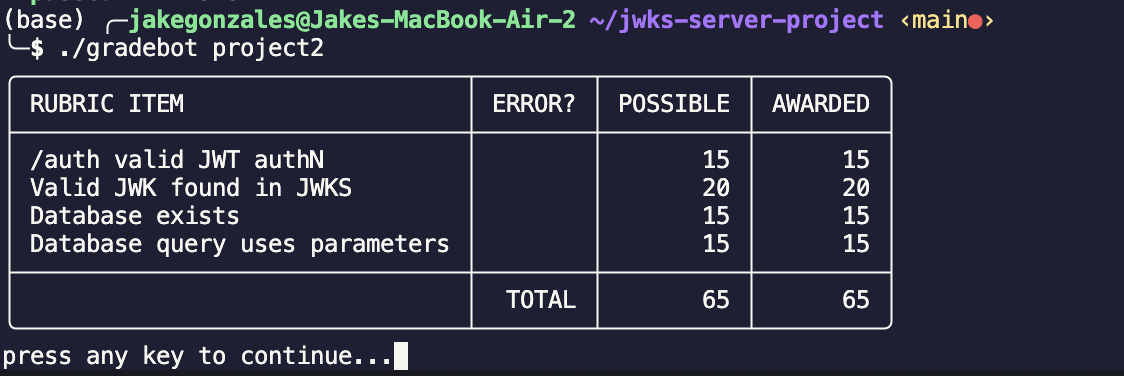 (base) ╭─jakegonzales@Jakes-MacBook-Air-2 ~/jwks-server-project ‹main●›
╰─$ ./gradebot project2
RUBRIC ITEM ERROR? POSSIBLE AWARDED
/auth valid JWT authN 15 15
Valid JWK found in JWKS 20 20
Database exists 15 15
Database query uses parameters 15 15
TOTAL 65 65
press any key to continue...